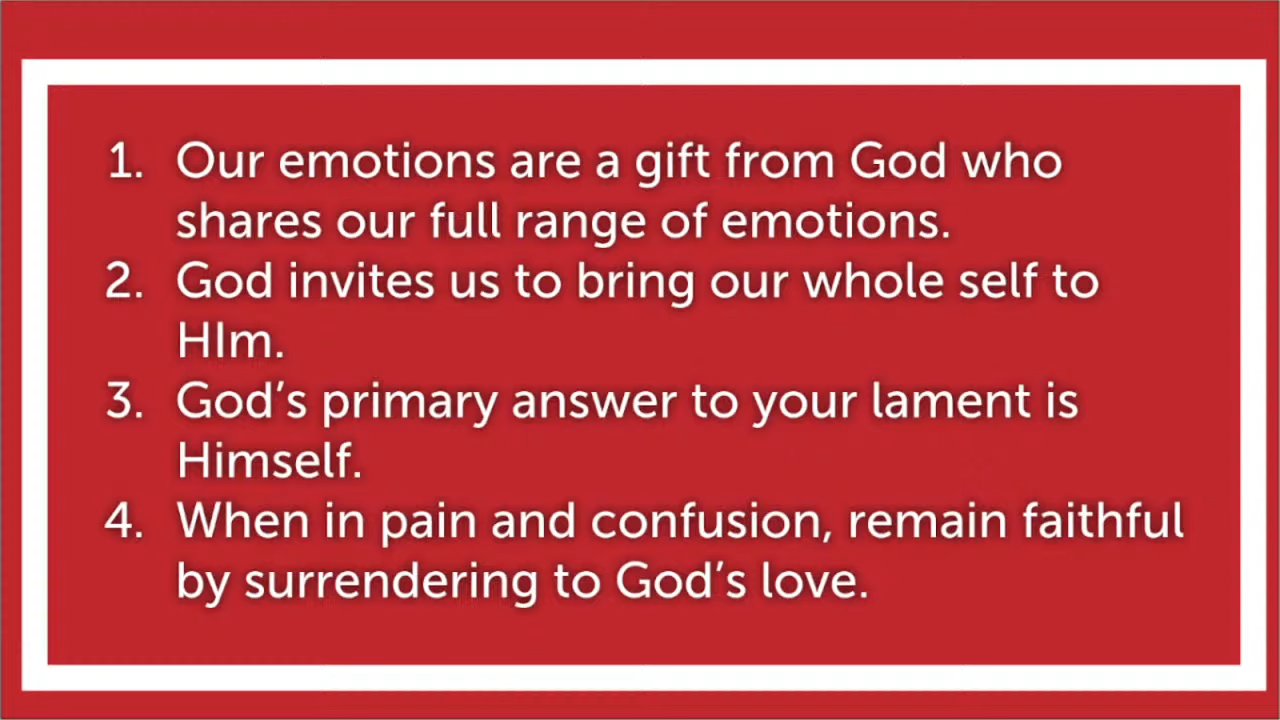 1. Our emotions are a gift from God who
shares our full range of emotions.
2. God invites us to bring our whole self to
HIm.
3. God’s primary answer to your lament is
Himself.
4. When in pain and confusion, remain faithful
by surrendering to God’s love.